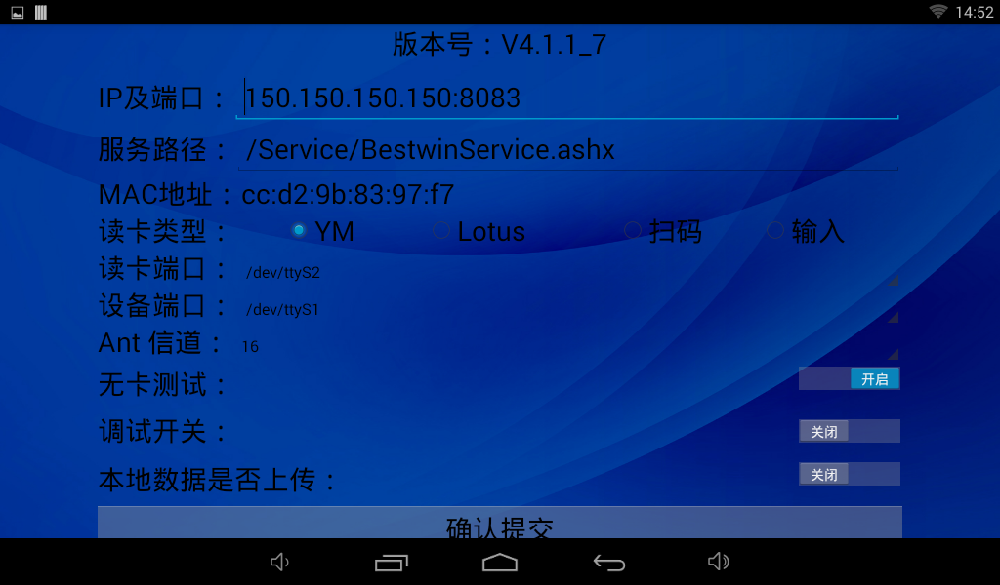 14:52
版本号：V4.1.1_7
IP及端口： 150.150.150.150:8083
服务路径： /Service/BestwinService.ashx
MAC地址：cc:d2:9b:83:97:f7
读卡类型： YM Lotus 扫码 输入
读卡端口： /dev/ttyS2
设备端口： /dev/ttyS1
Ant 信道： 16
无卡测试： 开启
调试开关： 关闭
本地数据是否上传： 关闭
确认提交